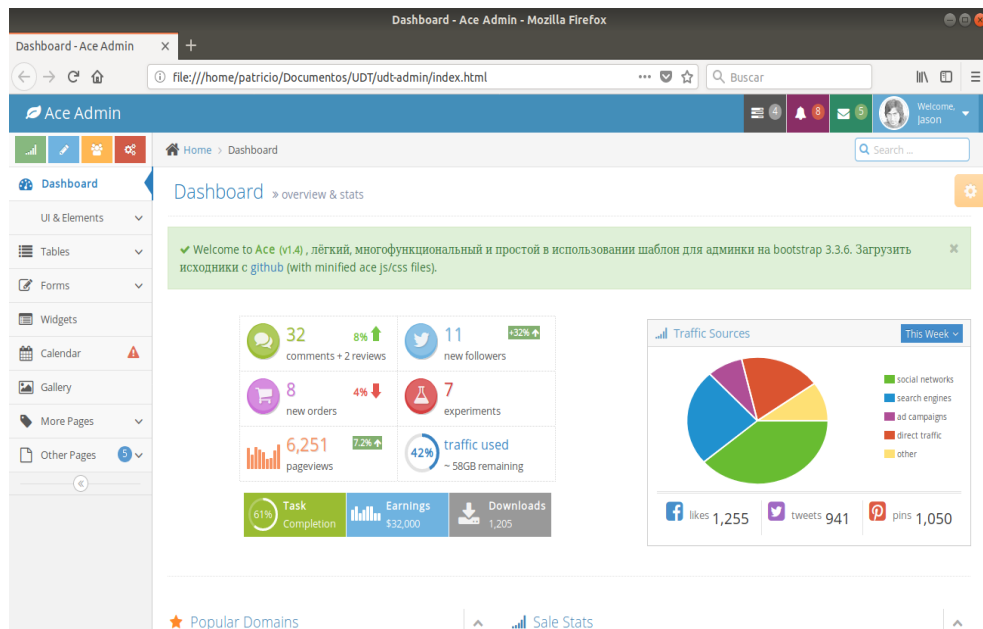 Dashboard - Ace Admin - Mozilla Firefox
Dashboard - Ace Admin
file:///home/patricio/Documentos/UDT/udt-admin/index.html
Buscar
Ace Admin
4
8
5
Welcome,
Jason
Home > Dashboard
Search ...
Dashboard
UI & Elements
Tables
Forms
Widgets
Calendar
Gallery
More Pages
Other Pages 5
Dashboard » overview & stats
Welcome to Ace (v1.4) , лёгкий, многофункциональный и простой в использовании шаблон для админки на bootstrap 3.3.6. Загрузить
исходники с github (with minified ace js/css files).
32 8%
comments + 2 reviews
11 +32%
new followers
8 4%
new orders
7
experiments
6,251 7.2%
pageviews
42% traffic used
~ 58GB remaining
61% Task
Completion
Earnings
$32,000
Downloads
1,205
Traffic Sources
This Week
social networks
search engines
ad campaigns
direct traffic
other
likes 1,255
tweets 941
pins 1,050
Popular Domains
Sale Stats